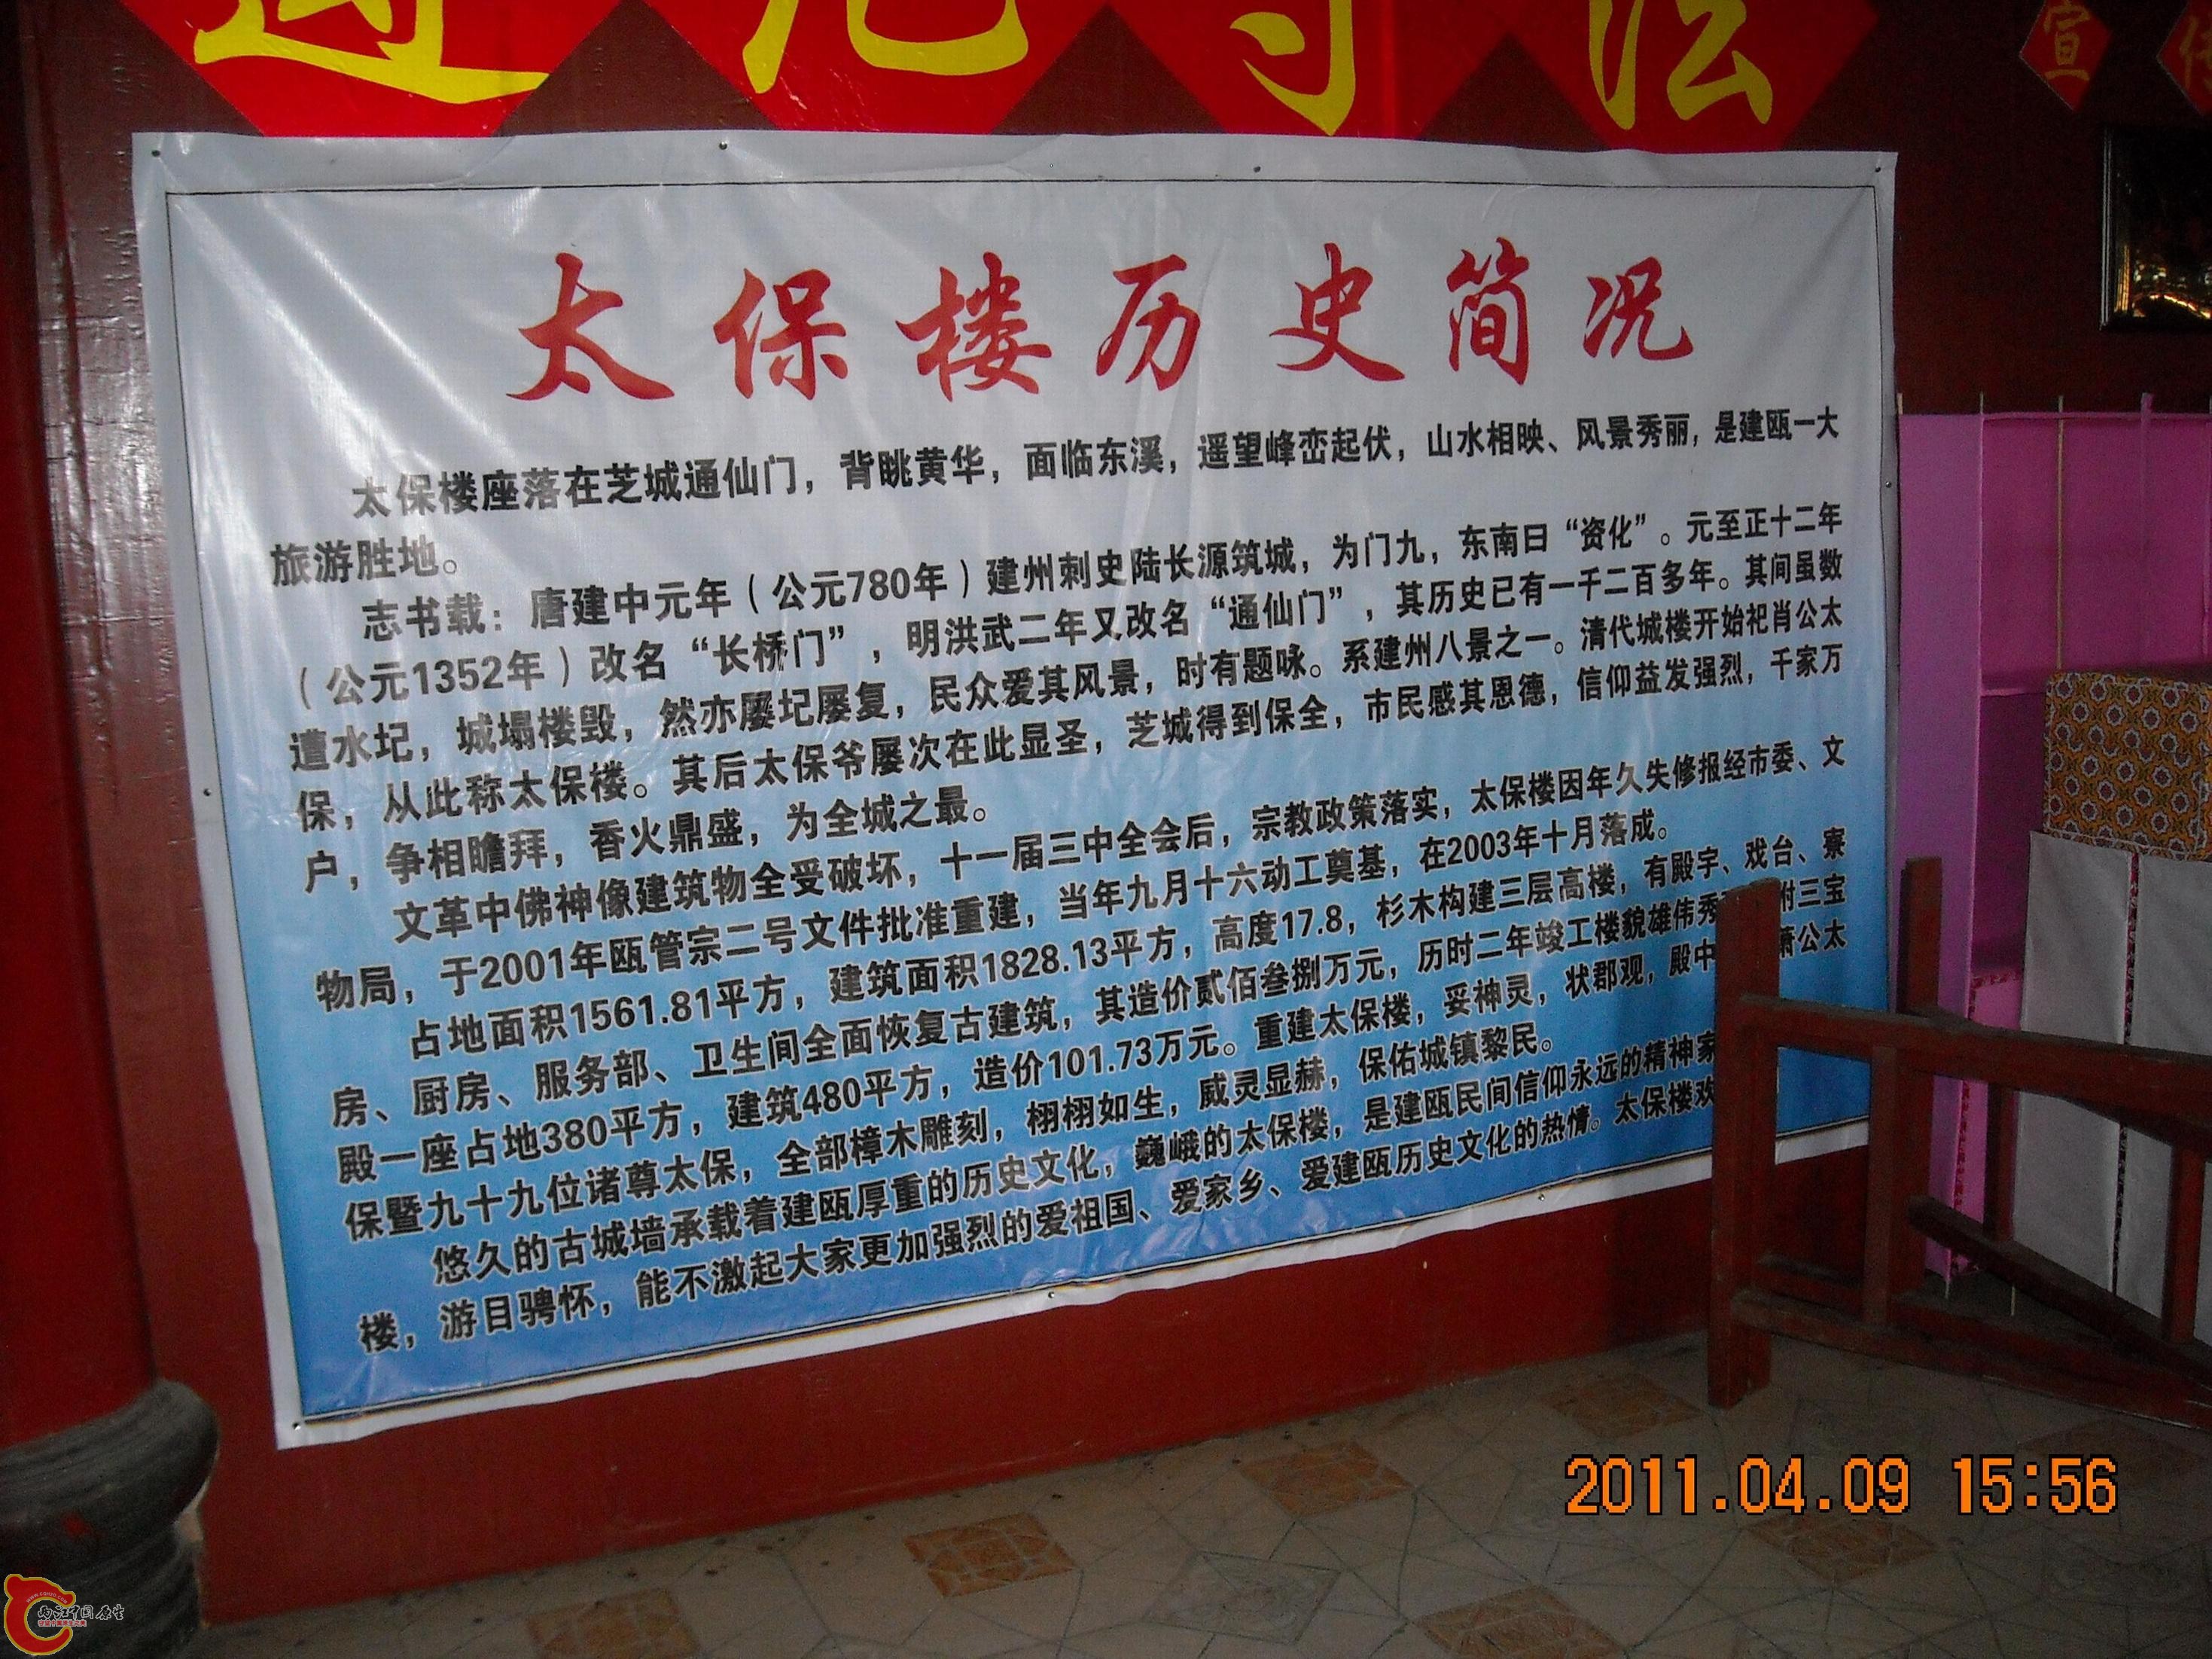 遵纪守法
宣传
太保楼历史简况
太保楼座落在芝城通仙门，背眺黄华，面临东溪，遥望峰峦起伏，山水相映、风景秀丽，是建瓯一大
旅游胜地。
志书载：唐建中元年（公元780年）建州刺史陆长源筑城，为门九，东南曰“资化”。元至正十二年
（公元1352年）改名“长桥门”，明洪武二年又改名“通仙门”，其历史已有一千二百多年。其间虽数
遭水圮，城塌楼毁，然亦屡圮屡复，民众爱其风景，时有题咏。系建州八景之一。清代城楼开始祀肖公太
保，从此称太保楼。其后太保爷屡次在此显圣，芝城得到保全，市民感其恩德，信仰益发强烈，千家万
户，争相瞻拜，香火鼎盛，为全城之最。
文革中佛神像建筑物全受破坏，十一届三中全会后，宗教政策落实，太保楼因年久失修报经市委、文
物局，于2001年瓯管宗二号文件批准重建，当年九月十六动工奠基，在2003年十月落成。
占地面积1561.81平方，建筑面积1828.13平方，高度17.8，杉木构建三层高楼，有殿宇、戏台、寮
房、厨房、服务部、卫生间全面恢复古建筑，其造价贰佰叁捌万元，历时二年竣工楼貌雄伟秀 附三宝
殿一座占地380平方，建筑480平方，造价101.73万元。重建太保楼，妥神灵，状郡观，殿中 萧公太
保暨九十九位诸尊太保，全部樟木雕刻，栩栩如生，威灵显赫，保佑城镇黎民。
悠久的古城墙承载着建瓯厚重的历史文化，巍峨的太保楼，是建瓯民间信仰永远的精神家
楼，游目骋怀，能不激起大家更加强烈的爱祖国、爱家乡、爱建瓯历史文化的热情。太保楼欢
2011.04.09 15:56